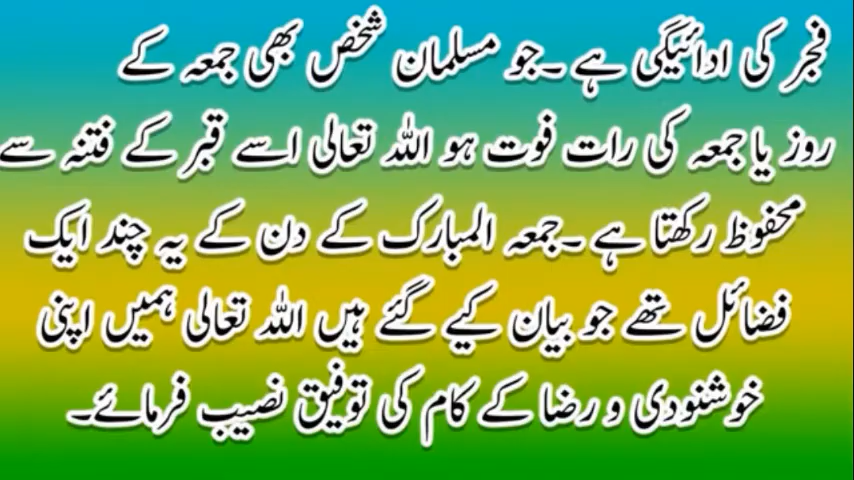 فجر کی ادائیگی ہے ۔جو مسلمان شخص بھی جمعہ کے
روز یا جمعہ کی رات فوت ہو اللہ تعالی اسے قبر کے فتنہ سے
محفوظ رکھتا ہے ۔جمعہ المبارک کے دن کے یہ چند ایک
فضائل تھے جو بیان کیے گئے ہیں اللہ تعالی ہمیں اپنی
خوشنودی و رضا کے کام کی توفیق نصیب فرمائے۔